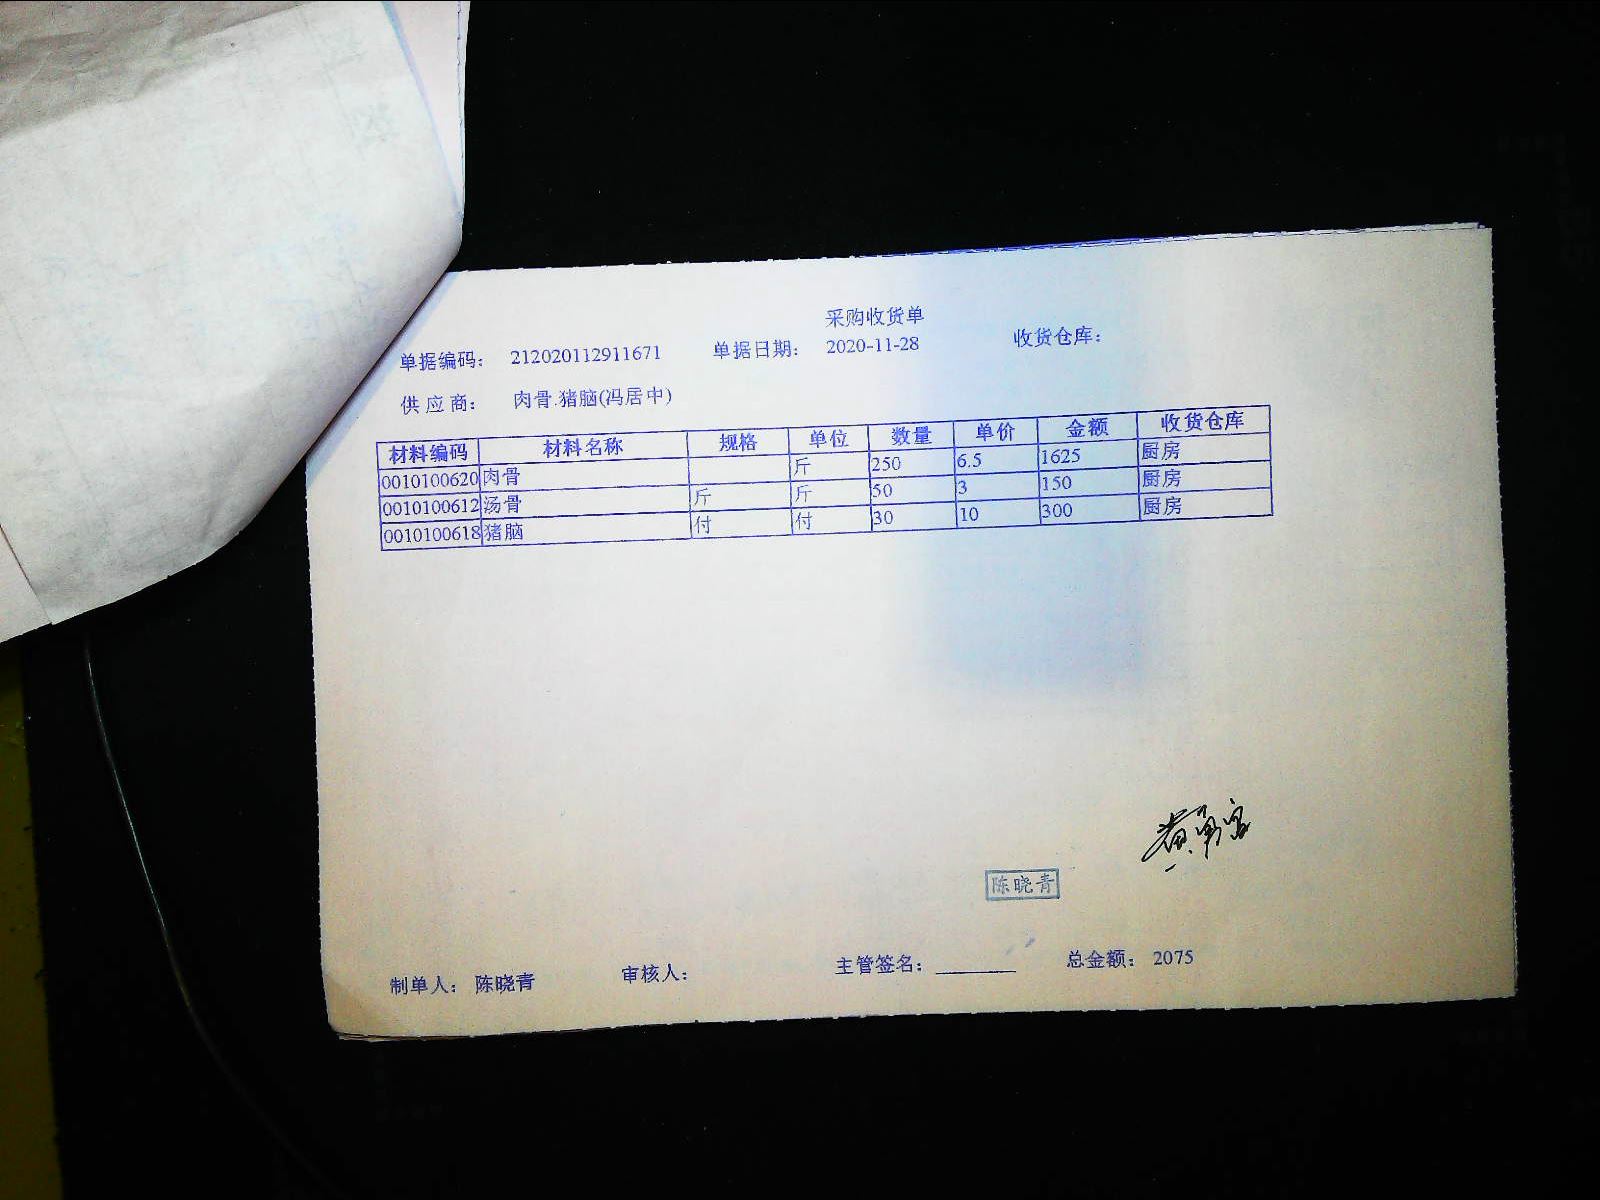 采购收货单
单据编码： 212020112911671 单据日期： 2020-11-28 收货仓库：
供 应 商： 肉骨.猪脑(冯居中)
材料编码 材料名称 规格 单位 数量 单价 金额 收货仓库
0010100620 肉骨 斤 250 6.5 1625 厨房
0010100612 汤骨 斤 斤 50 3 150 厨房
0010100618 猪脑 付 付 30 10 300 厨房
陈晓青
制单人： 陈晓青 审核人： 主管签名： ________ 总金额： 2075